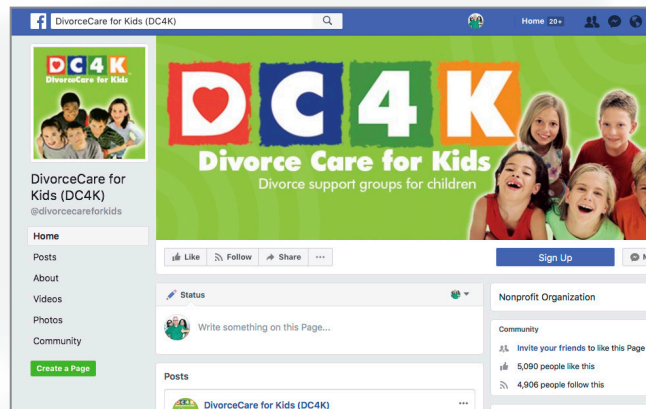 DivorceCare for Kids (DC4K)
Home 20+
DC4K
DivorceCare for Kids
DC4K
Divorce Care for Kids
Divorce support groups for children
DivorceCare for
Kids (DC4K)
@divorcecareforkids
Home
Posts
About
Videos
Photos
Community
Create a Page
Like
Follow
Share
Sign Up
Status
Write something on this Page...
Posts
DivorceCare for Kids (DC4K)
Nonprofit Organization
Community
Invite your friends to like this Page
5,090 people like this
4,906 people follow this